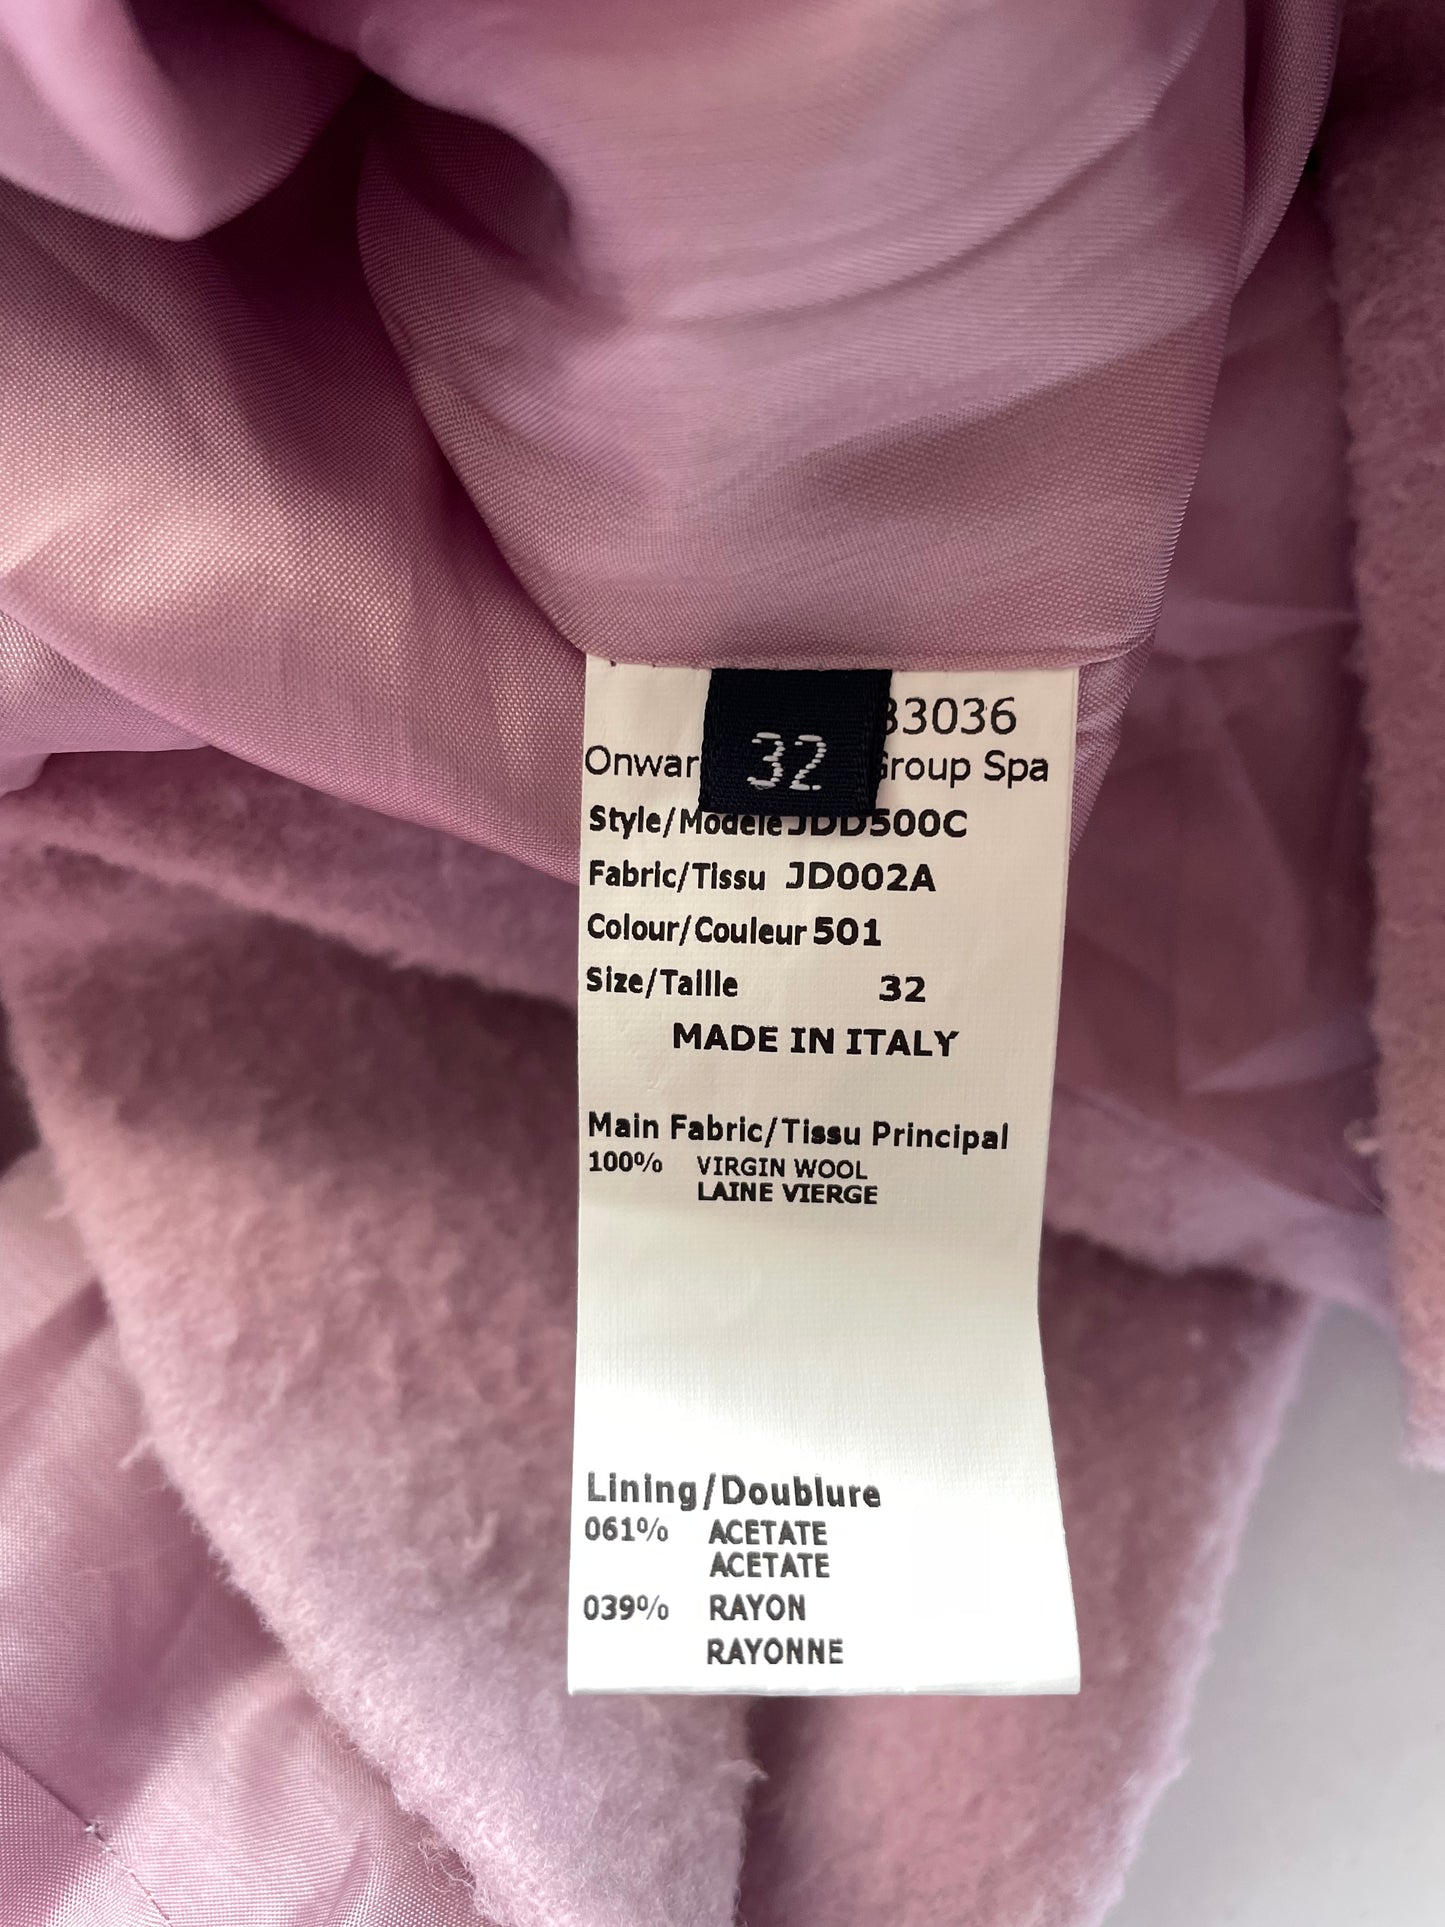 32
33036
Onwar Group Spa
Style/Modele JDD500C
Fabric/Tissu JD002A
Colour/Couleur 501
Size/Taille 32
MADE IN ITALY
Main Fabric/Tissu Principal
100% VIRGIN WOOL
LAINE VIERGE
Lining/Doublure
061% ACETATE
ACETATE
039% RAYON
RAYONNE